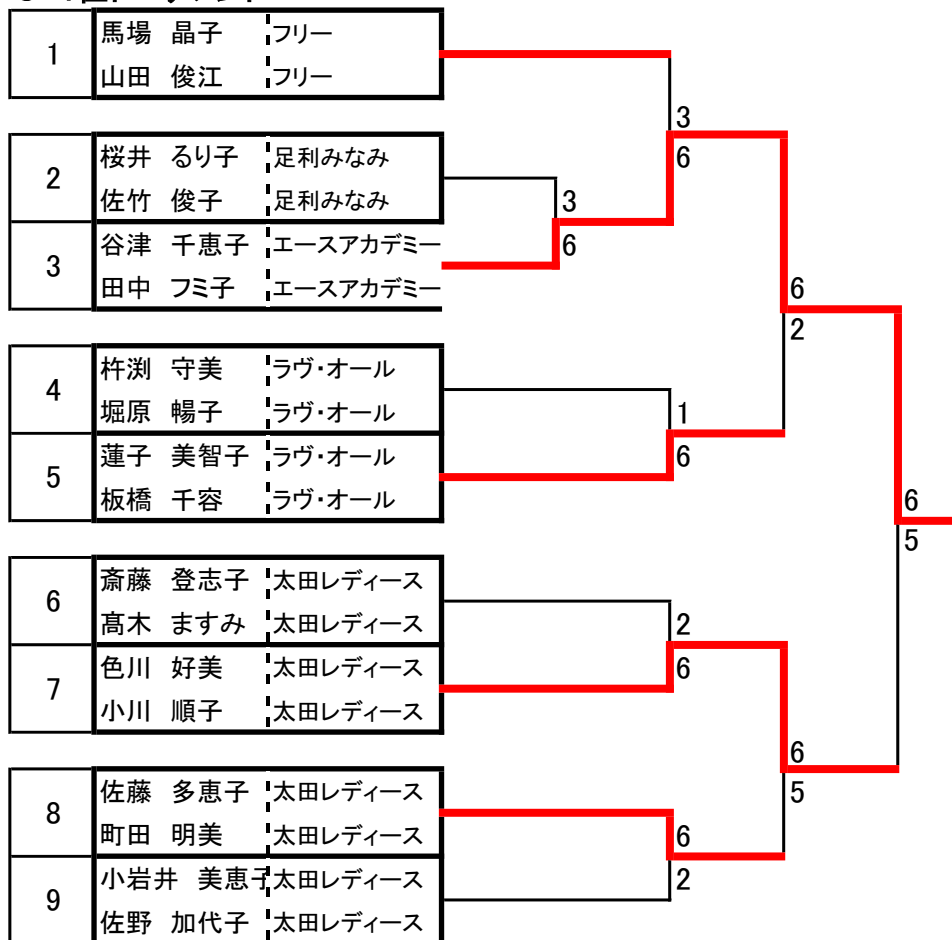 1 馬場 晶子 フリー
山田 俊江 フリー
3
6
2 桜井 るり子 足利みなみ
佐竹 俊子 足利みなみ
3
6
3 谷津 千恵子 エースアカデミー
田中 フミ子 エースアカデミー
6
2
4 杵渕 守美 ラヴ・オール
堀原 暢子 ラヴ・オール
1
6
5 蓮子 美智子 ラヴ・オール
板橋 千容 ラヴ・オール
6
5
6 斎藤 登志子 太田レディース
髙木 ますみ 太田レディース
2
6
7 色川 好美 太田レディース
小川 順子 太田レディース
6
5
8 佐藤 多恵子 太田レディース
町田 明美 太田レディース
6
2
9 小岩井 美恵子 太田レディース
佐野 加代子 太田レディース